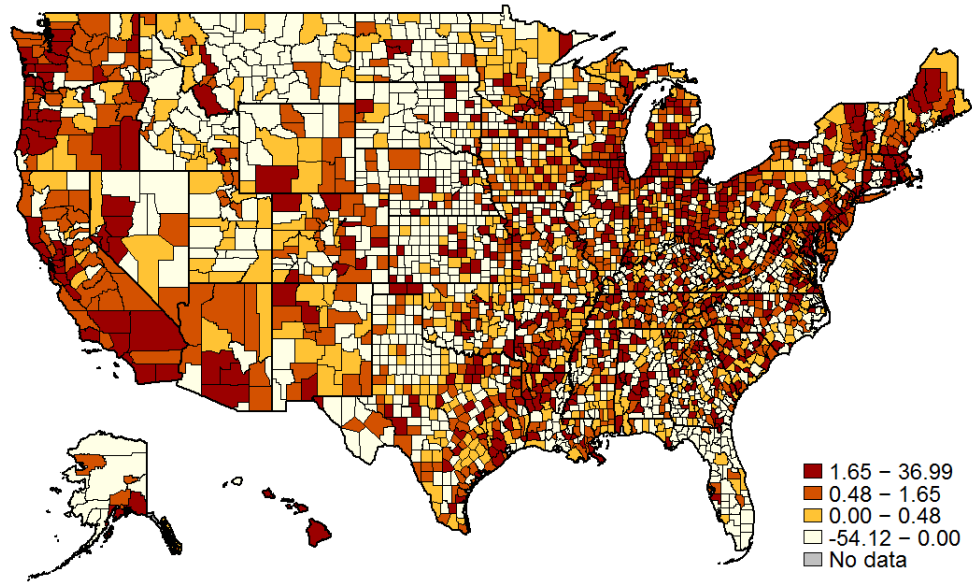 1.65 – 36.99
0.48 – 1.65
0.00 – 0.48
-54.12 – 0.00
No data